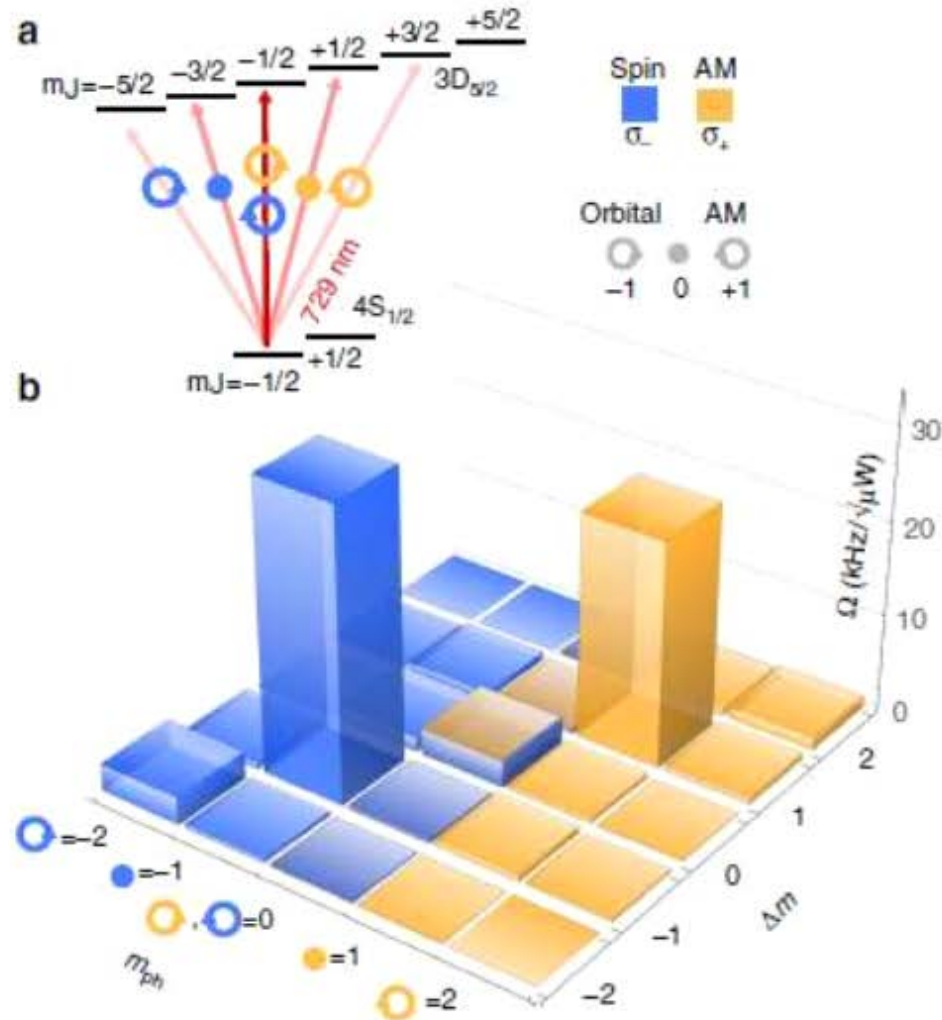 a
mJ=−5/2 −3/2 −1/2 +1/2 +3/2 +5/2
3D5/2
729 nm
4S1/2
+1/2
mJ=−1/2
Spin AM
σ− σ+
Orbital AM
−1 0 +1
b
Ω (kHz/√µW)
30
20
10
0
=−2
=−1
, =0
=1
=2
mph
−2
−1
0
1
2
Δm